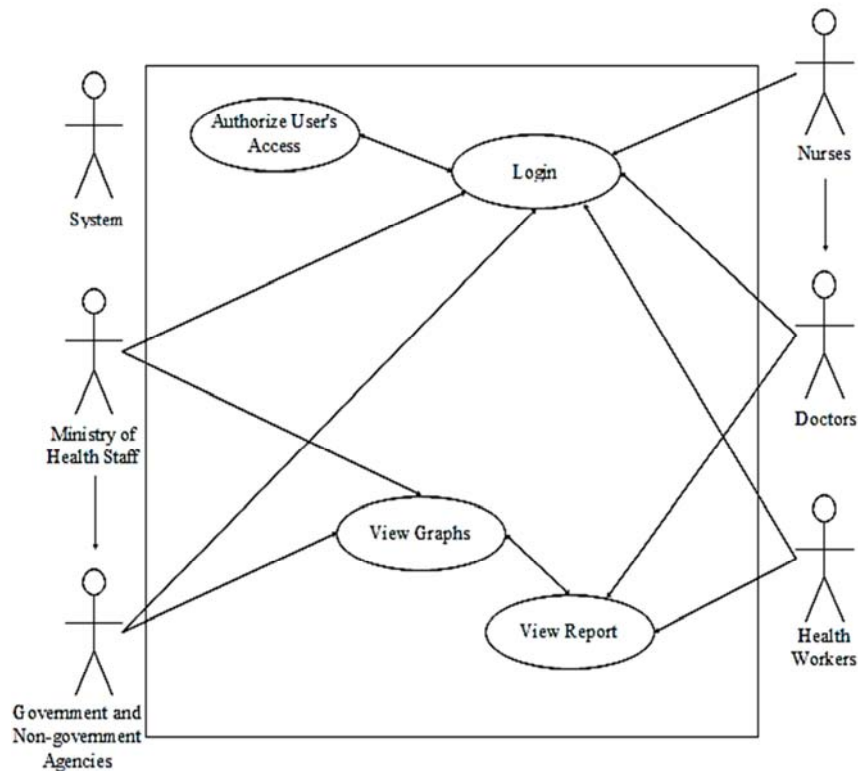 Authorize User's
Access
Login
Nurses
System
Ministry of
Health Staff
Doctors
View Graphs
View Report
Health
Workers
Government and
Non-government
Agencies